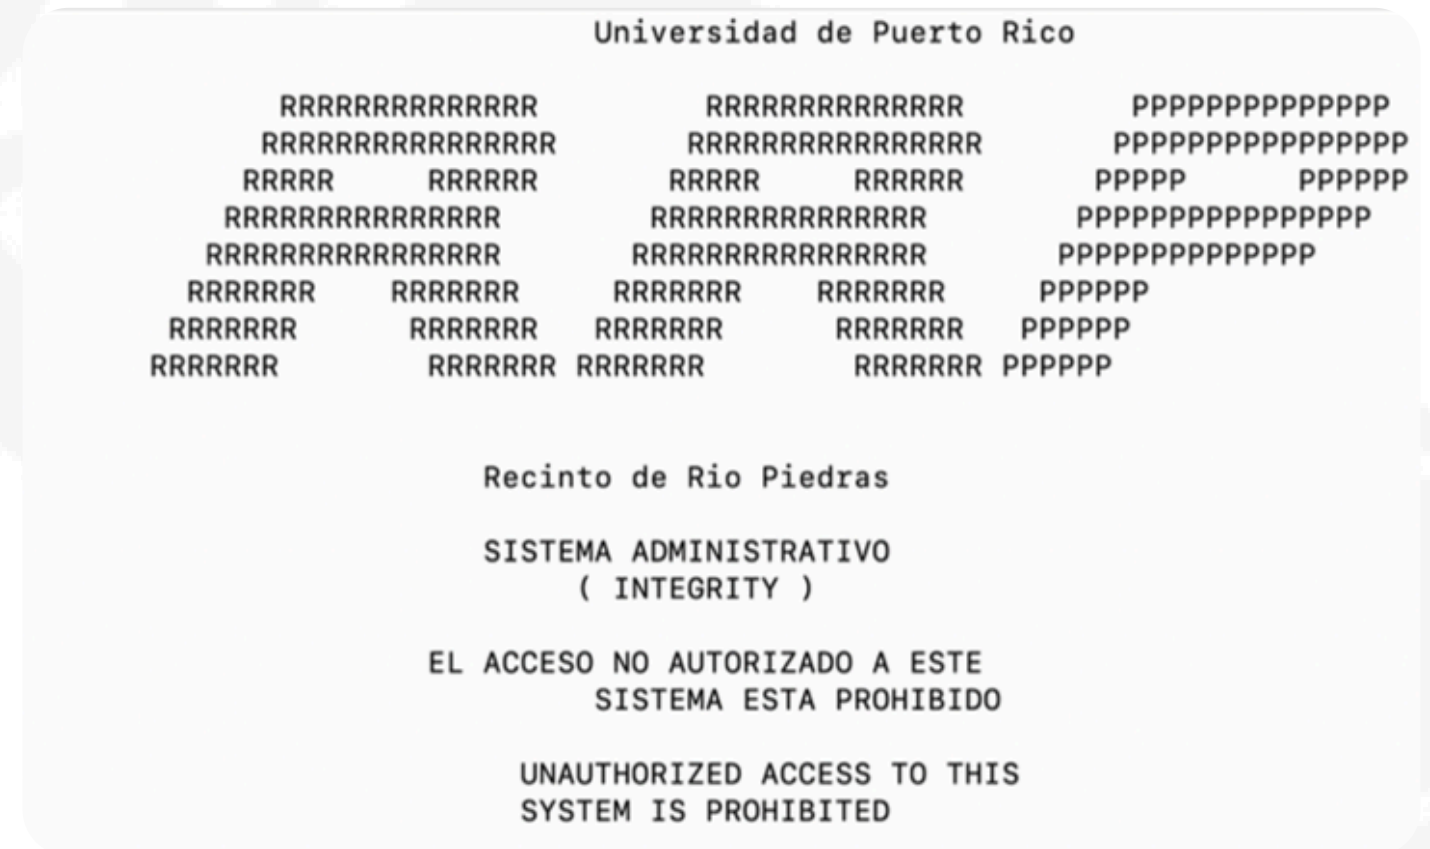 Universidad de Puerto Rico
RRRRRRRRRRRRRR RRRRRRRRRRRRRR PPPPPPPPPPPPPP
RRRRRRRRRRRRRRRR RRRRRRRRRRRRRRRR PPPPPPPPPPPPPPPP
RRRRR RRRRRR RRRRR RRRRRR PPPPP PPPPPP
RRRRRRRRRRRRRRR RRRRRRRRRRRRRRR PPPPPPPPPPPPPPPP
RRRRRRRRRRRRRRRR RRRRRRRRRRRRRRRR PPPPPPPPPPPPPP
RRRRRRR RRRRRRR RRRRRRR RRRRRRR PPPPPP
RRRRRRR RRRRRRR RRRRRRR RRRRRRR PPPPPP
RRRRRRR RRRRRRR RRRRRRR RRRRRRR PPPPPP
Recinto de Rio Piedras
SISTEMA ADMINISTRATIVO
( INTEGRITY )
EL ACCESO NO AUTORIZADO A ESTE
SISTEMA ESTA PROHIBIDO
UNAUTHORIZED ACCESS TO THIS
SYSTEM IS PROHIBITED